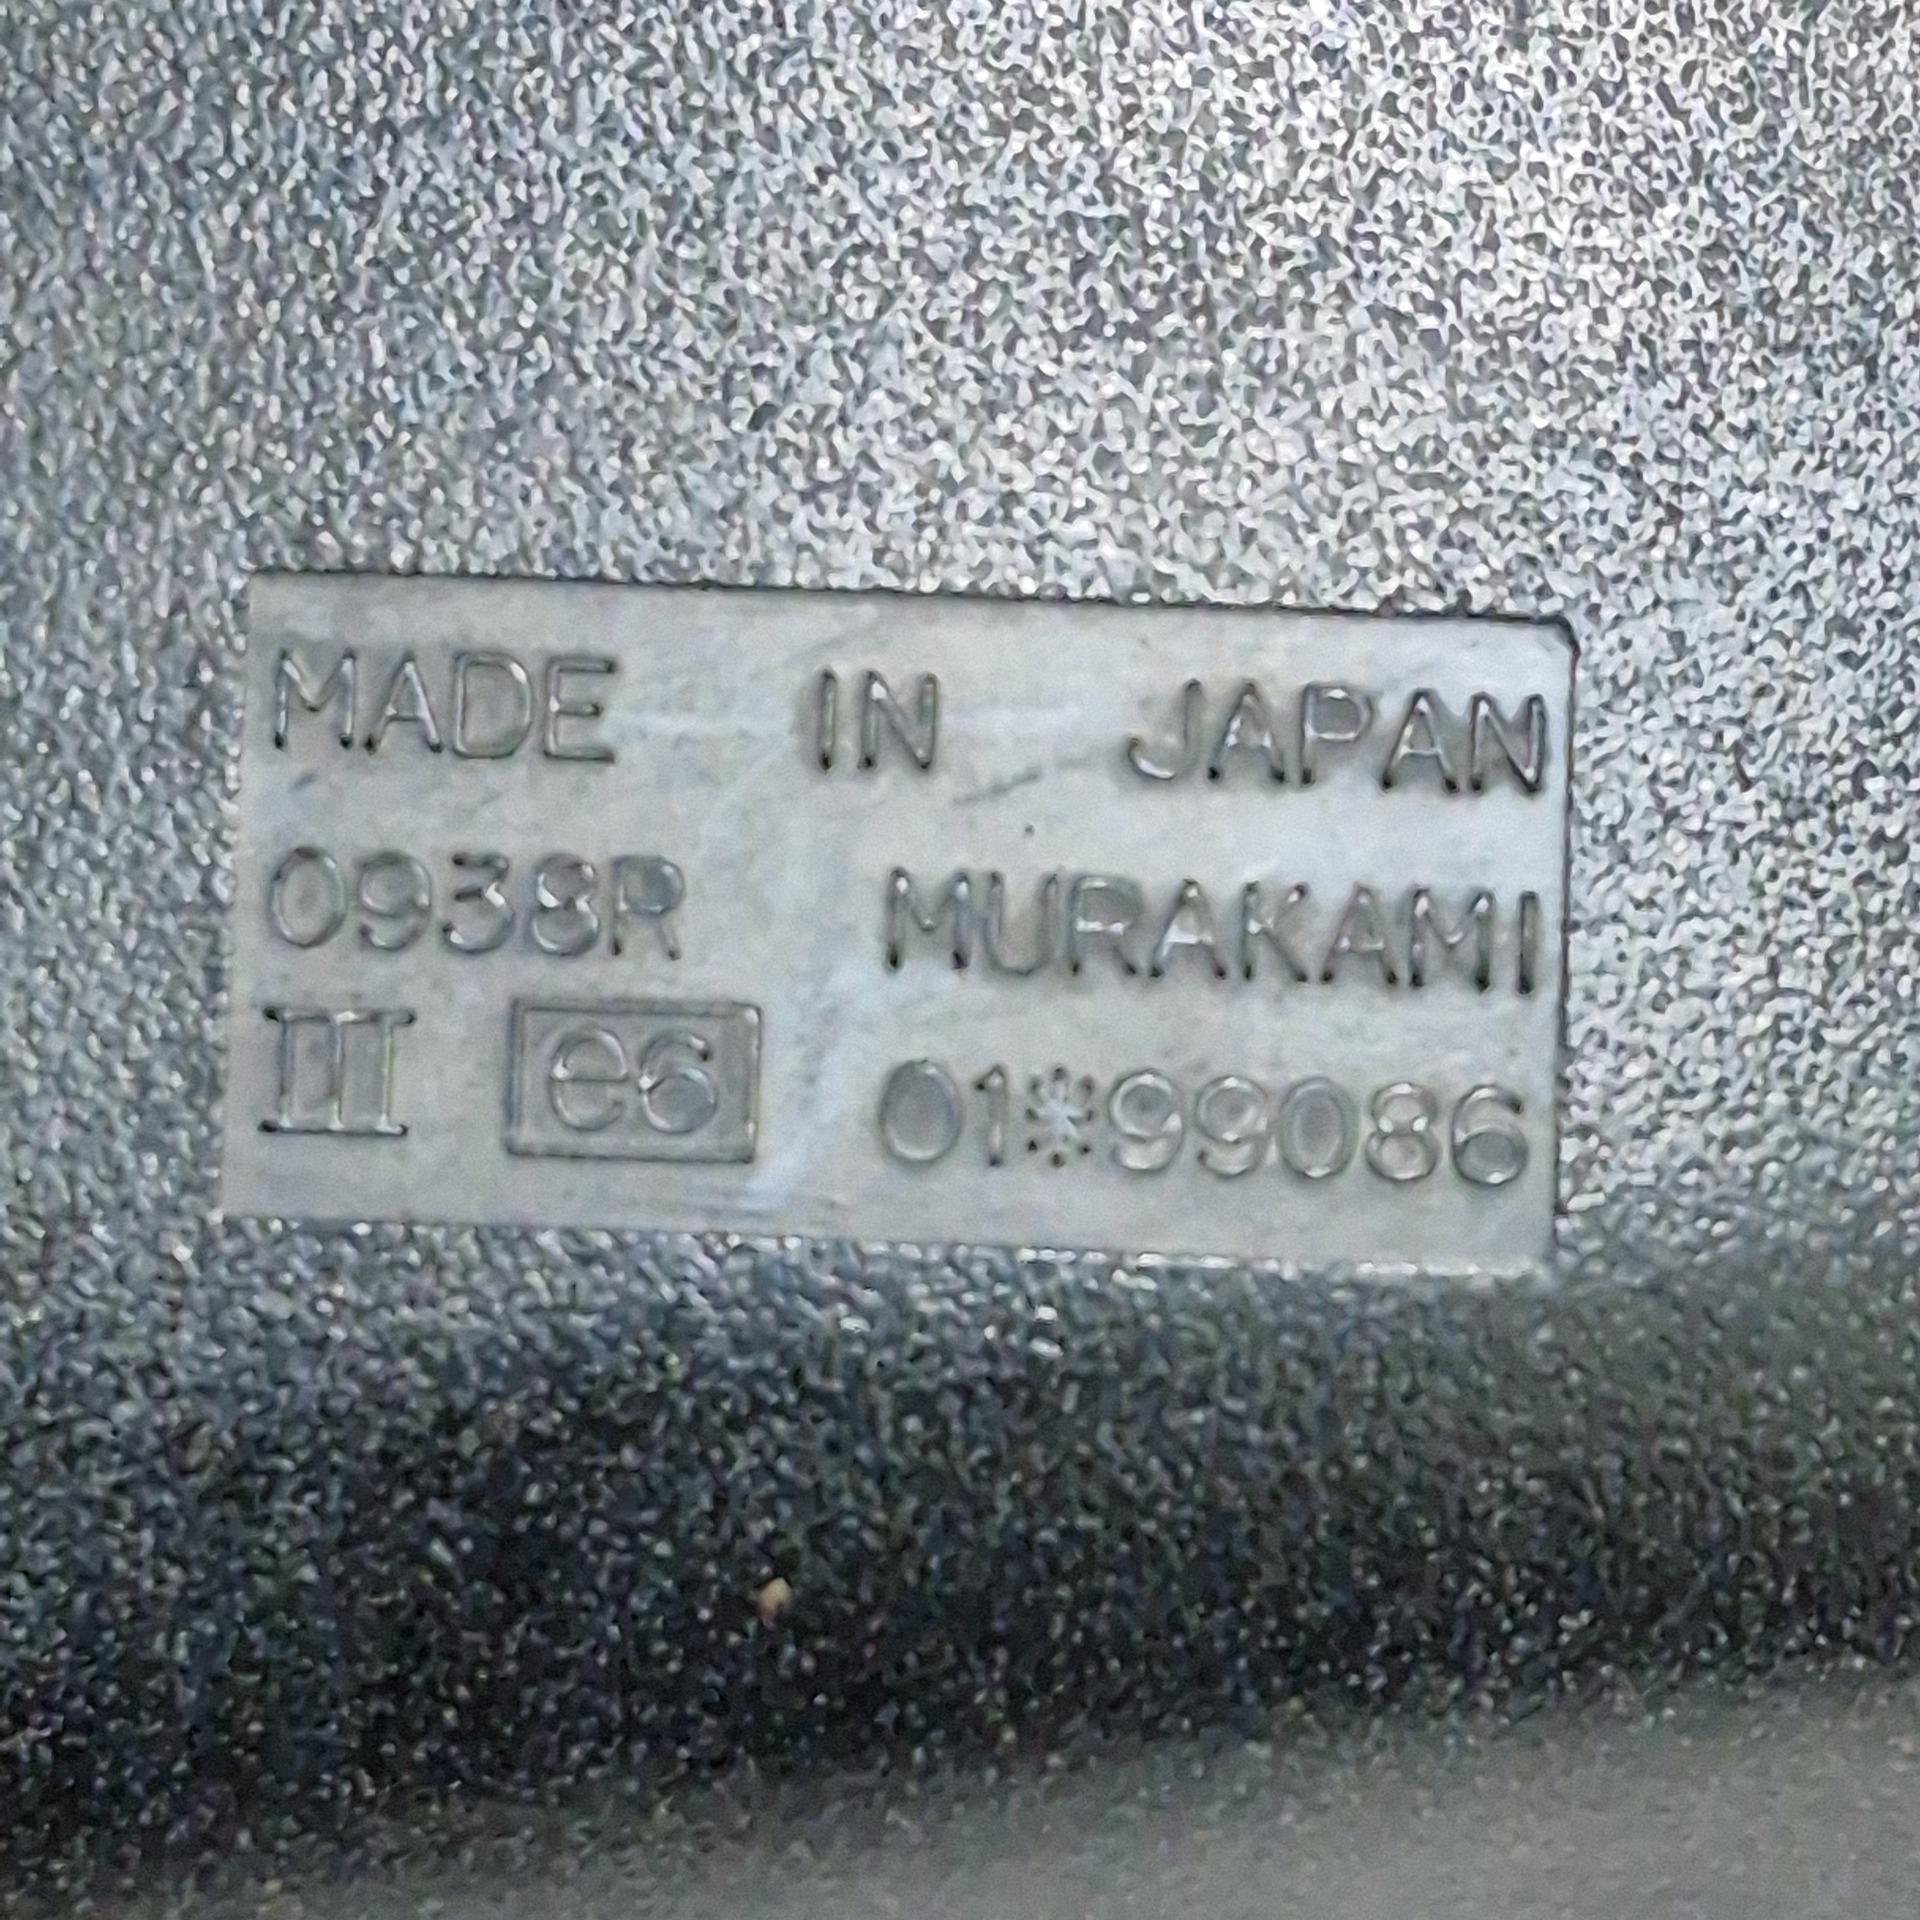 MADE IN JAPAN
0938R MURAKAMI
III e6 01*99086